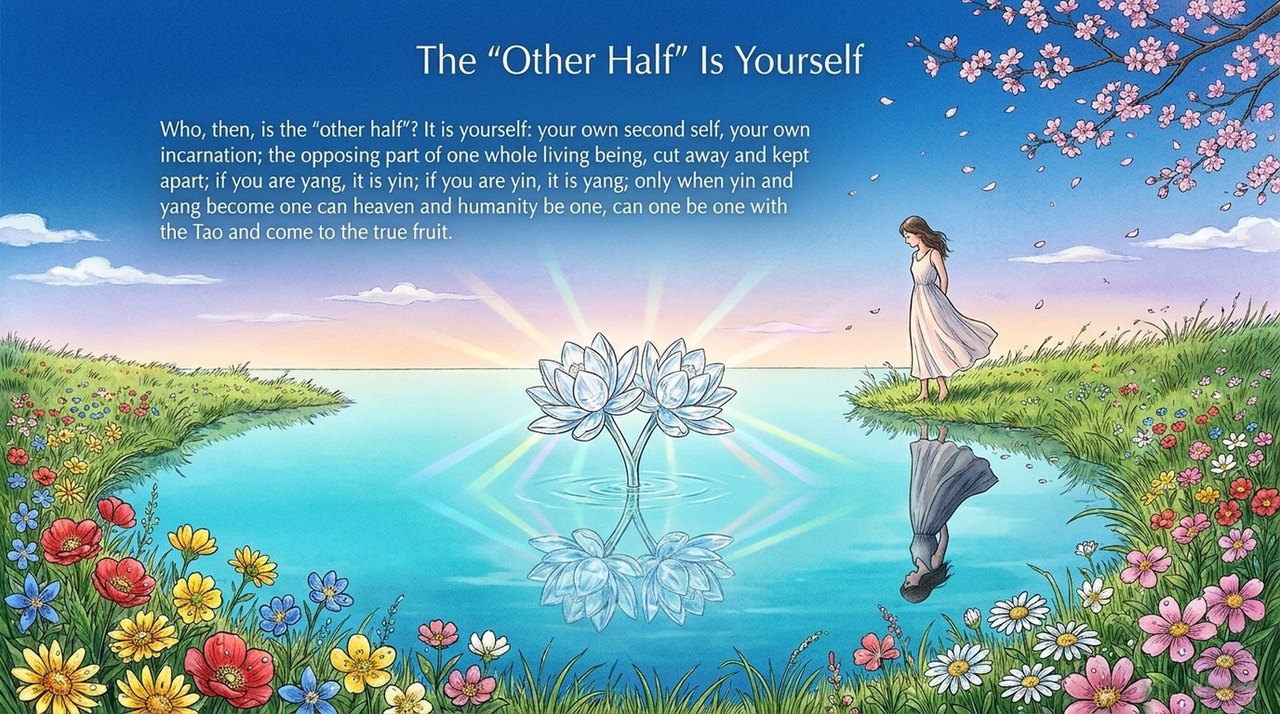 The “Other Half” Is Yourself
Who, then, is the “other half”? It is yourself: your own second self, your own
incarnation; the opposing part of one whole living being, cut away and kept
apart; if you are yang, it is yin; if you are yin, it is yang; only when yin and
yang become one can heaven and humanity be one, can one be one with
the Tao and come to the true fruit.